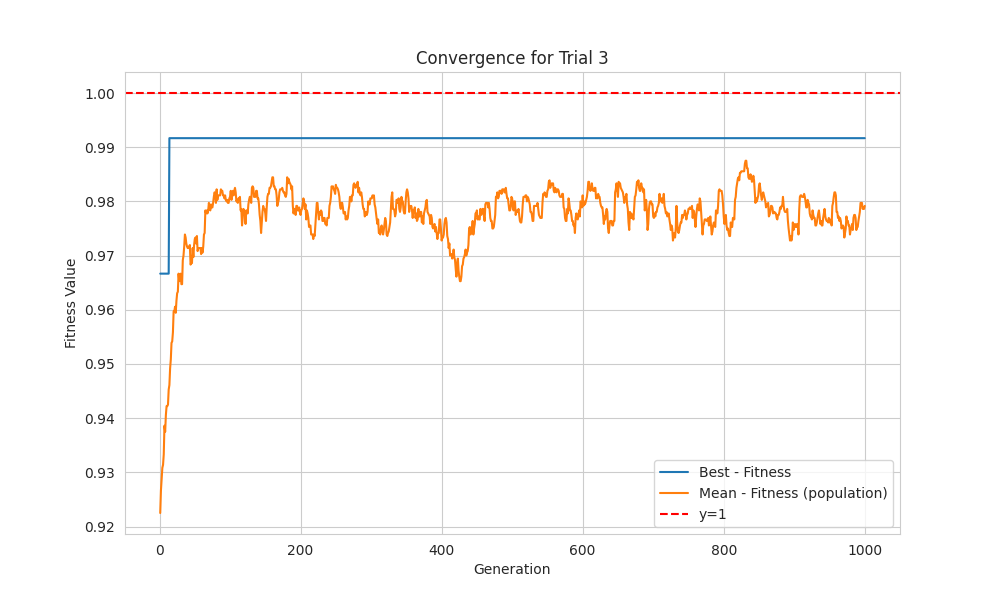 Convergence for Trial 3
Fitness Value
1.00
0.99
0.98
0.97
0.96
0.95
0.94
0.93
0.92
0
200
400
600
800
1000
Generation
Best - Fitness
Mean - Fitness (population)
y=1